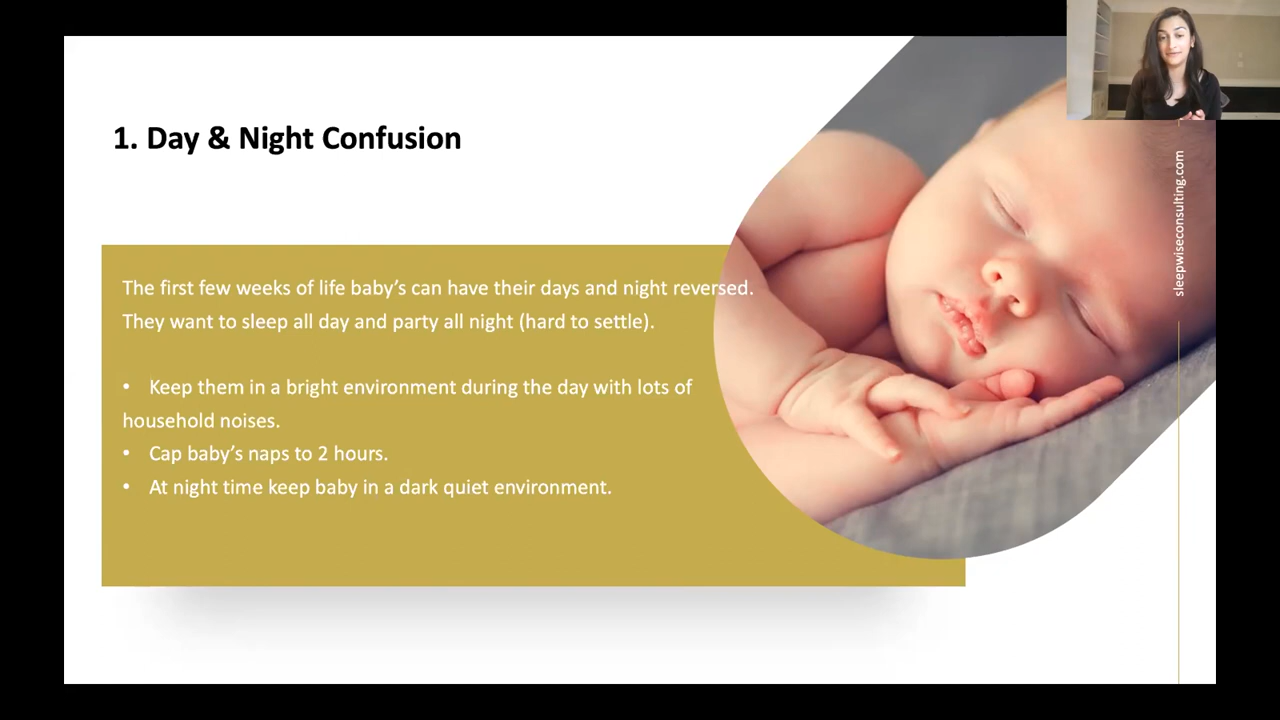 1. Day & Night Confusion
The first few weeks of life baby’s can have their days and night reversed.
They want to sleep all day and party all night (hard to settle).
• Keep them in a bright environment during the day with lots of
household noises.
• Cap baby’s naps to 2 hours.
• At night time keep baby in a dark quiet environment.
sleepwiseconsulting.com